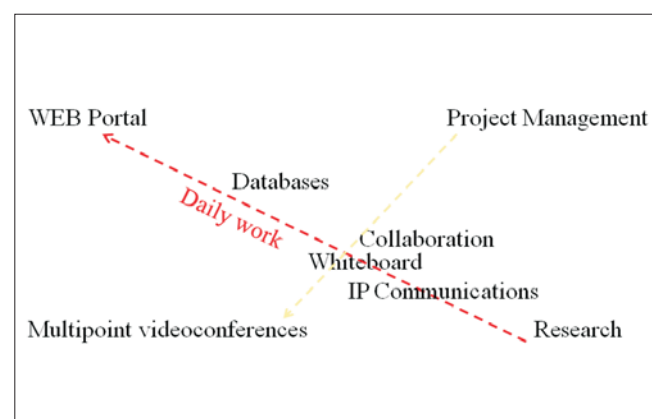 WEB Portal
Project Management
Databases
Daily work
Collaboration
Whiteboard
IP Communications
Multipoint videoconferences
Research